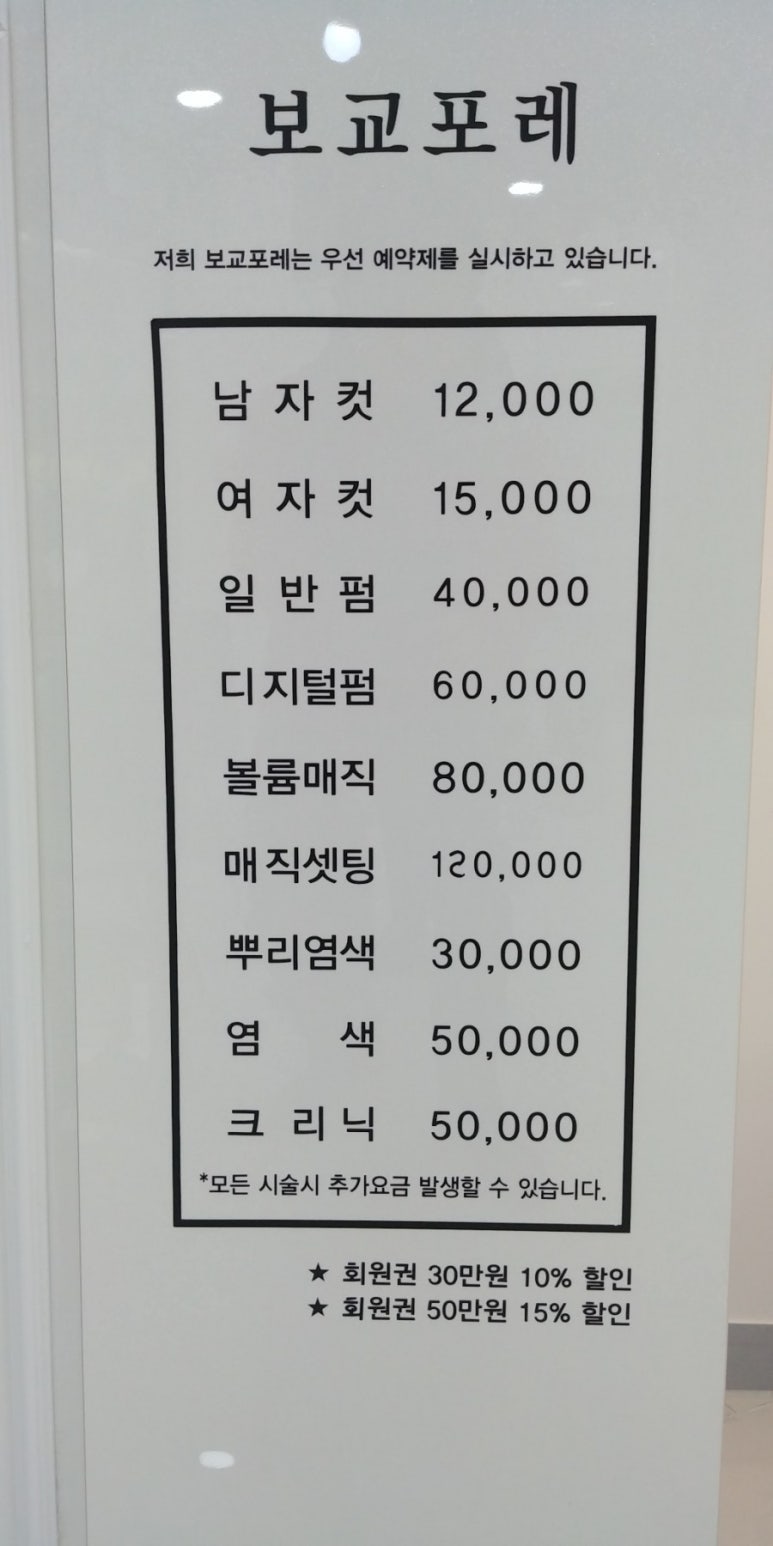 보교포레
저희 보교포레는 우선 예약제를 실시하고 있습니다.
남자컷 12,000
여자컷 15,000
일반펌 40,000
디지털펌 60,000
볼륨매직 80,000
매직셋팅 120,000
뿌리염색 30,000
염 색 50,000
크리닉 50,000
*모든 시술시 추가요금 발생할 수 있습니다.
★ 회원권 30만원 10% 할인
★ 회원권 50만원 15% 할인